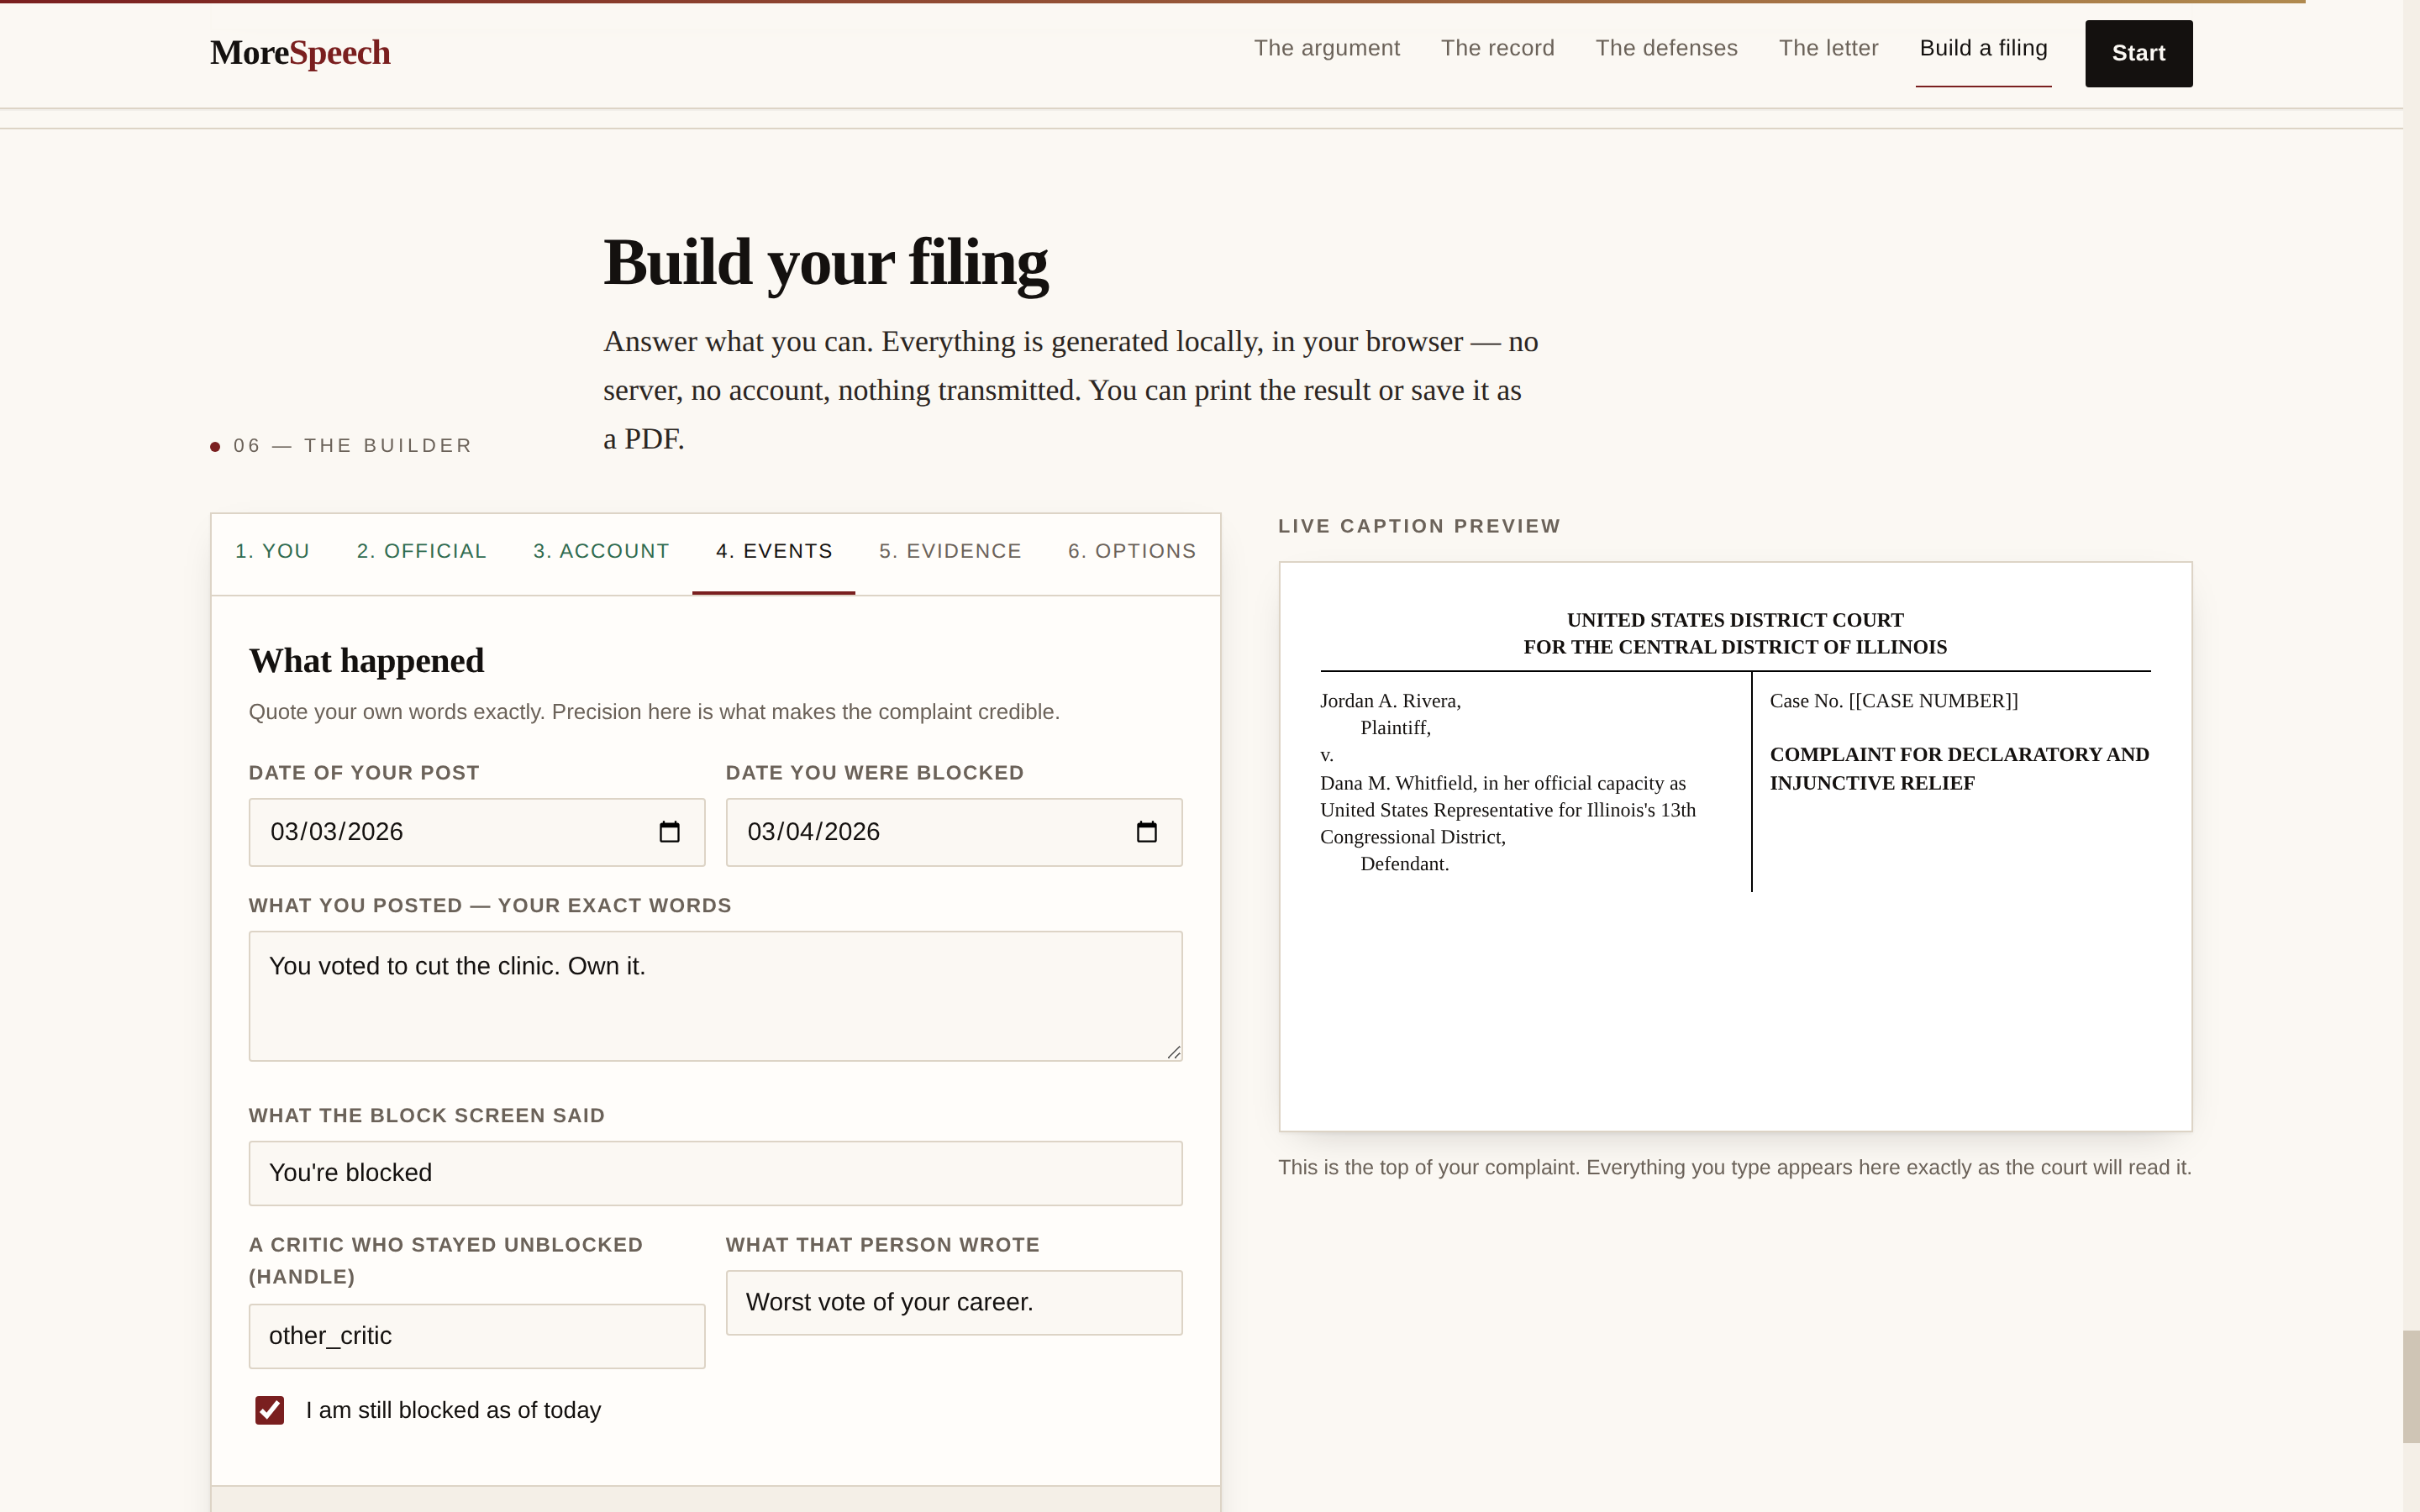 MoreSpeech
The argument
The record
The defenses
The letter
Build a filing
Start
Build your filing
Answer what you can. Everything is generated locally, in your browser — no
server, no account, nothing transmitted. You can print the result or save it as
a PDF.
06 — THE BUILDER
1. YOU
2. OFFICIAL
3. ACCOUNT
4. EVENTS
5. EVIDENCE
6. OPTIONS
What happened
Quote your own words exactly. Precision here is what makes the complaint credible.
DATE OF YOUR POST
03/03/2026
DATE YOU WERE BLOCKED
03/04/2026
WHAT YOU POSTED — YOUR EXACT WORDS
You voted to cut the clinic. Own it.
WHAT THE BLOCK SCREEN SAID
You're blocked
A CRITIC WHO STAYED UNBLOCKED
(HANDLE)
other_critic
WHAT THAT PERSON WROTE
Worst vote of your career.
I am still blocked as of today
LIVE CAPTION PREVIEW
UNITED STATES DISTRICT COURT
FOR THE CENTRAL DISTRICT OF ILLINOIS
Jordan A. Rivera,
Plaintiff,
v.
Dana M. Whitfield, in her official capacity as
United States Representative for Illinois's 13th
Congressional District,
Defendant.
Case No. [[CASE NUMBER]]
COMPLAINT FOR DECLARATORY AND
INJUNCTIVE RELIEF
This is the top of your complaint. Everything you type appears here exactly as the court will read it.